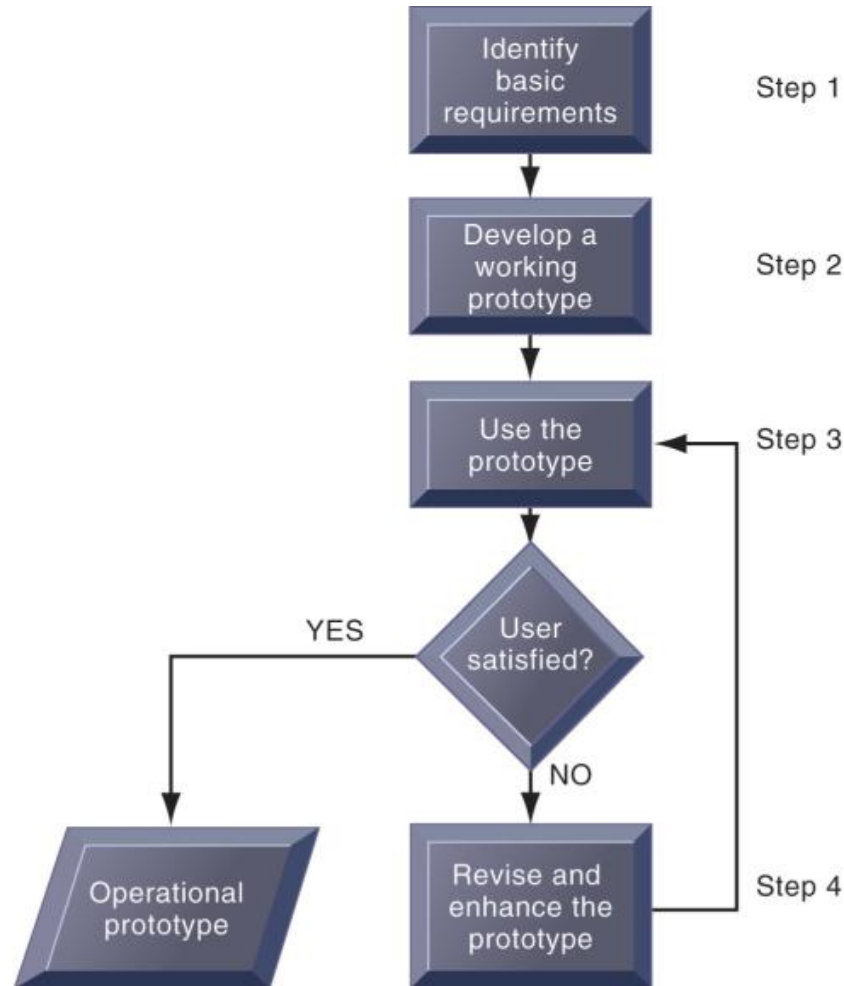 Identify
basic
requirements
Step 1
Develop a
working
prototype
Step 2
Use the
prototype
Step 3
User
satisfied?
YES
NO
Operational
prototype
Revise and
enhance the
prototype
Step 4